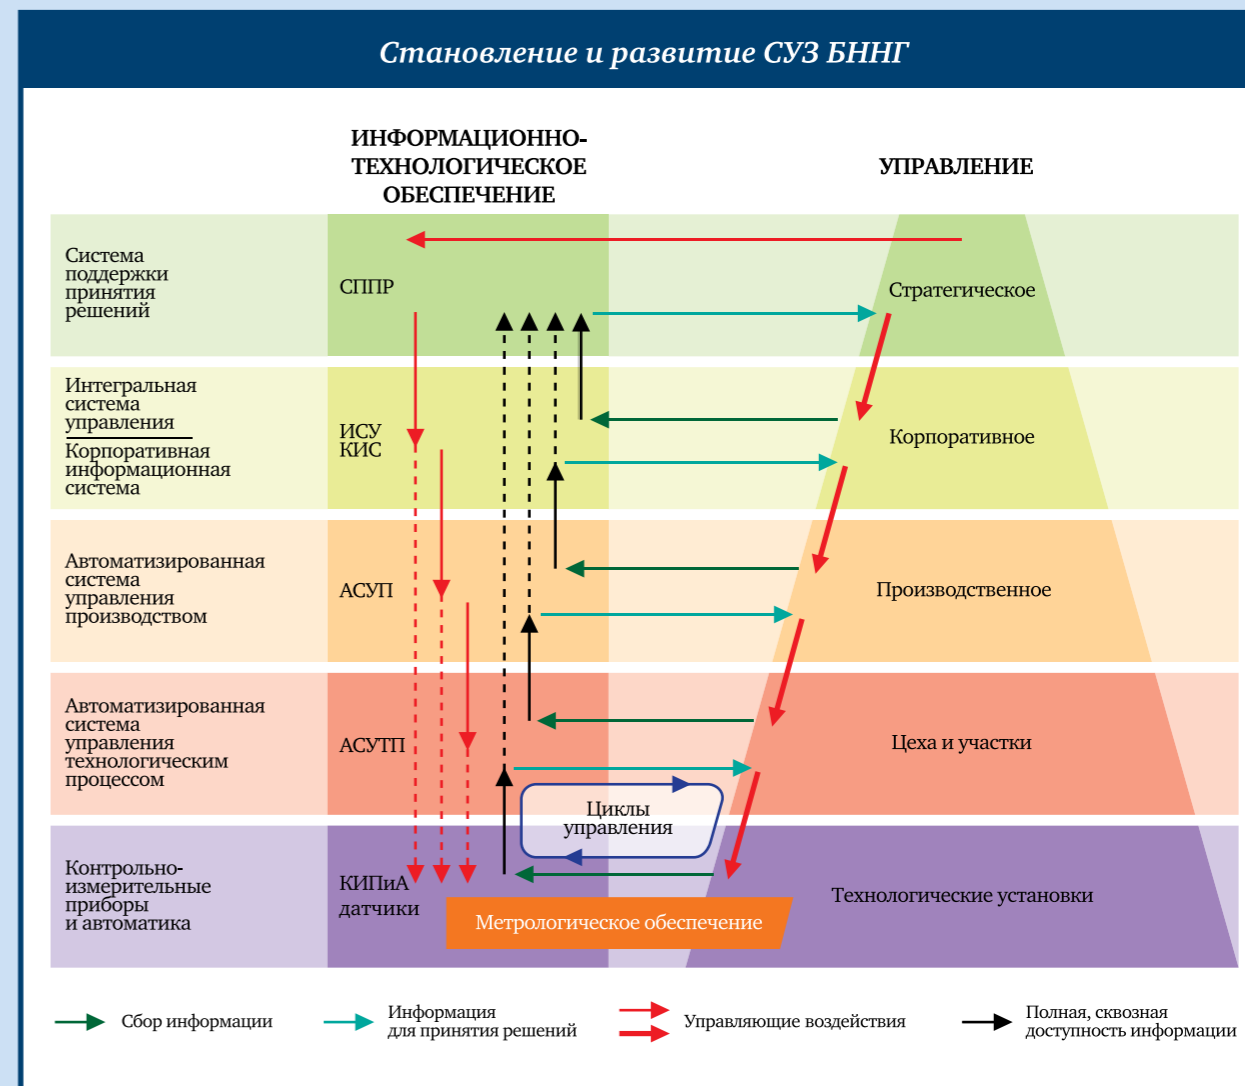 Становление и развитие СУЗ БННГ
ИНФОРМАЦИОННО-
ТЕХНОЛОГИЧЕСКОЕ
ОБЕСПЕЧЕНИЕ
УПРАВЛЕНИЕ
Система
поддержки
принятия
решений
СППР
Стратегическое
Интегральная
система
управления
Корпоративная
информационная
система
ИСУ
КИС
Корпоративное
Автоматизированная
система
управления
производством
АСУП
Производственное
Автоматизированная
система
управления
технологическим
процессом
АСУТП
Цеха и участки
Циклы
управления
Контрольно-
измерительные
приборы
и автоматика
КИПиА
датчики
Технологические установки
Метрологическое обеспечение
Сбор информации
Информация
для принятия решений
Управляющие воздействия
Полная, сквозная
доступность информации